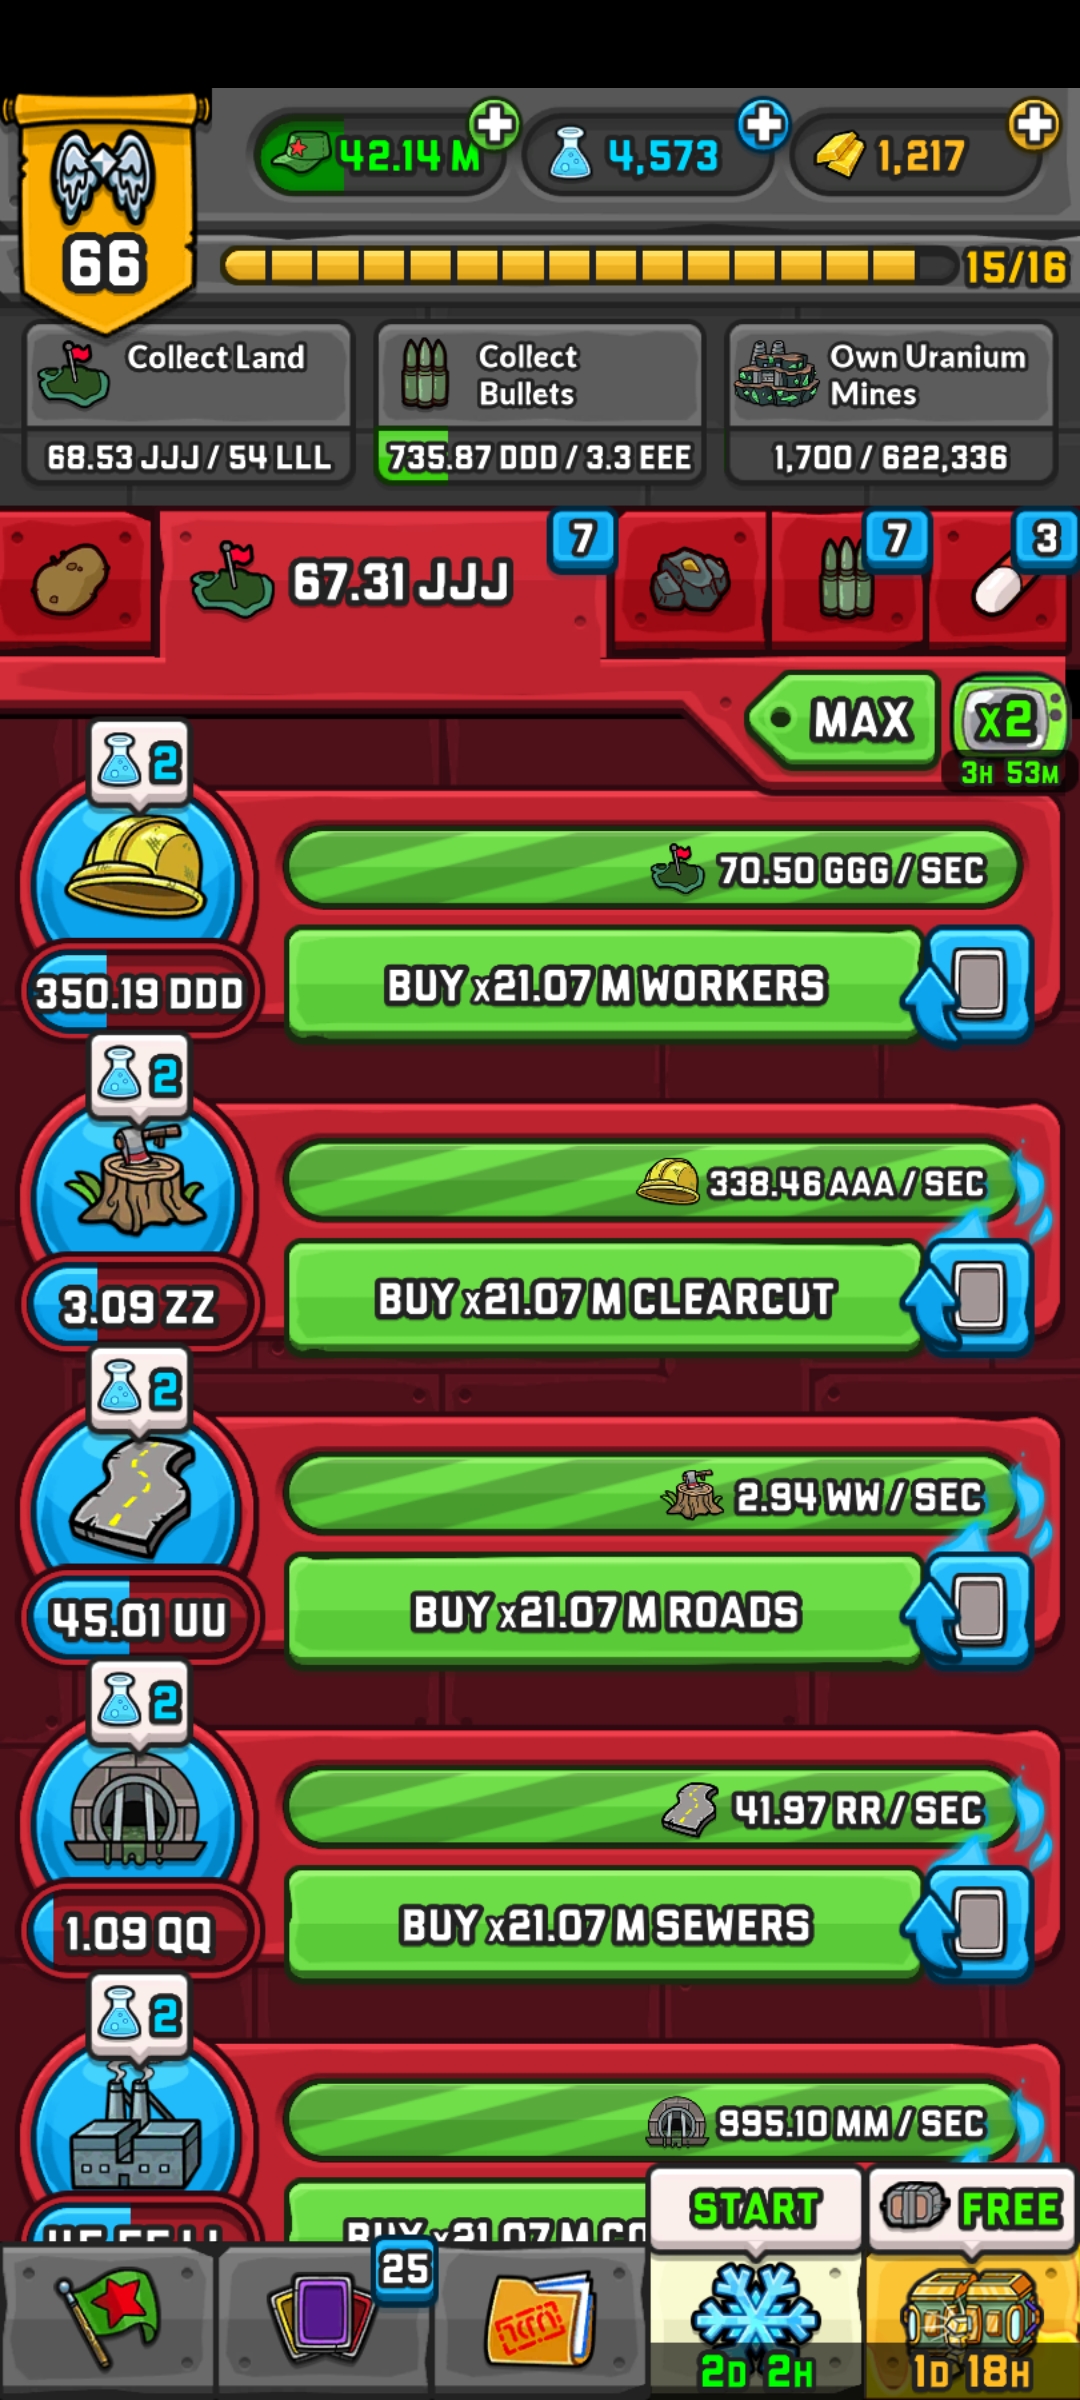 66
42.14 M
4,573
1,217
15/16
Collect Land
68.53 JJJ / 54 LLL
Collect
Bullets
735.87 DDD / 3.3 EEE
Own Uranium
Mines
1,700 / 622,336
67.31 JJJ
7
7
3
MAX
x2
3H 53M
2
70.50 GGG / SEC
350.19 DDD
BUY x21.07 M WORKERS
2
338.46 AAA / SEC
3.09 ZZ
BUY x21.07 M CLEARCUT
2
2.94 WW / SEC
45.01 UU
BUY x21.07 M ROADS
2
41.97 RR / SEC
1.09 QQ
BUY x21.07 M SEWERS
2
995.10 MM / SEC
BUY x21.07 M CO
START
FREE
25
2D 2H
1D 18H